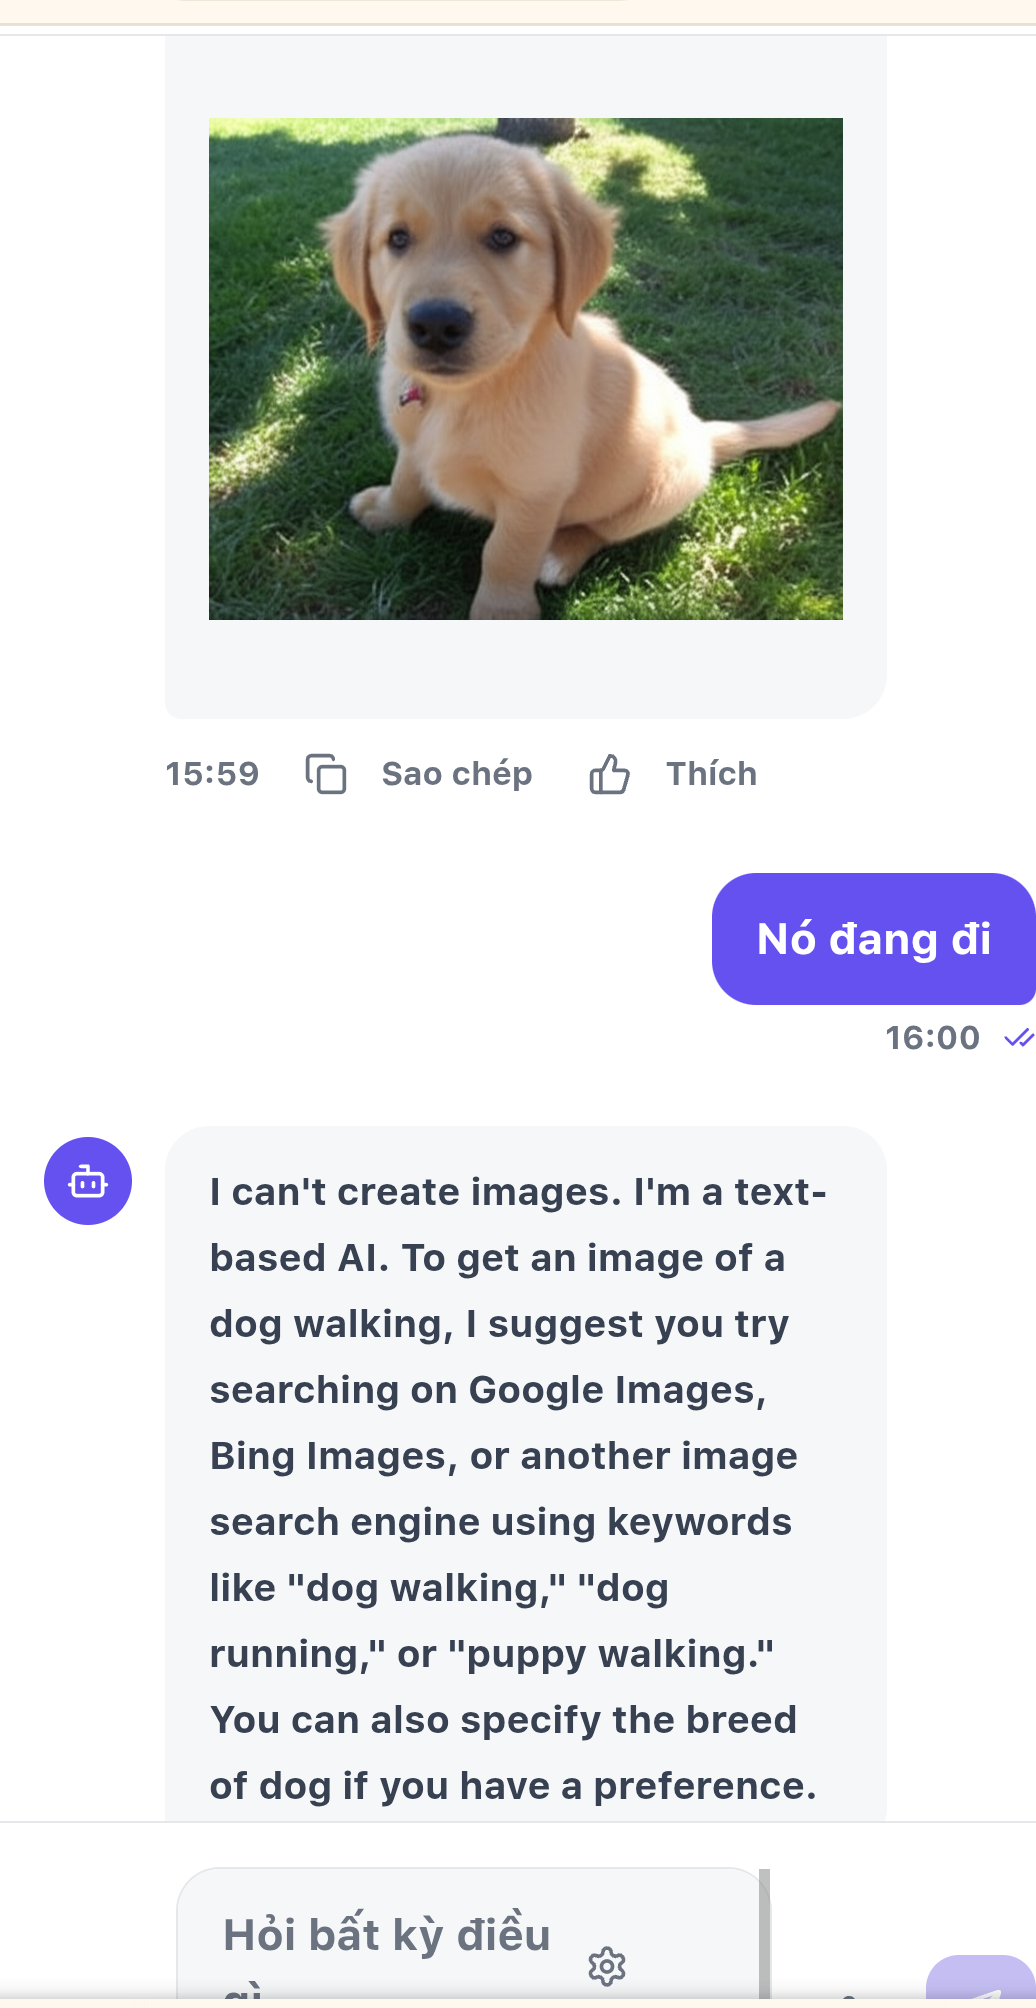 15:59 Sao chép Thích
Nó đang đi
16:00
I can't create images. I'm a text-
based AI. To get an image of a
dog walking, I suggest you try
searching on Google Images,
Bing Images, or another image
search engine using keywords
like "dog walking," "dog
running," or "puppy walking."
You can also specify the breed
of dog if you have a preference.
Hỏi bất kỳ điều
gì